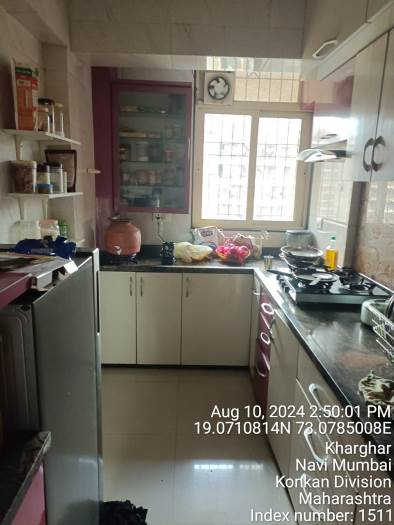 Aug 10, 2024 2:50:01 PM
19.0710814N 73.0785008E
Kharghar
Navi Mumbai
Konkan Division
Maharashtra
Index number: 1511